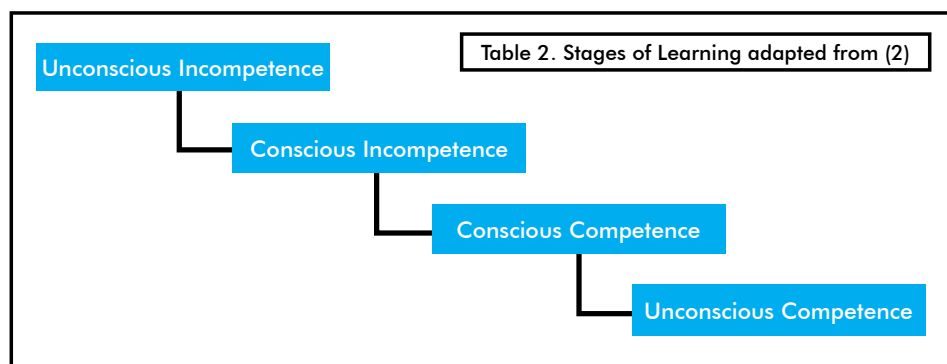 Table 2. Stages of Learning adapted from (2)
Unconscious Incompetence
Conscious Incompetence
Conscious Competence
Unconscious Competence